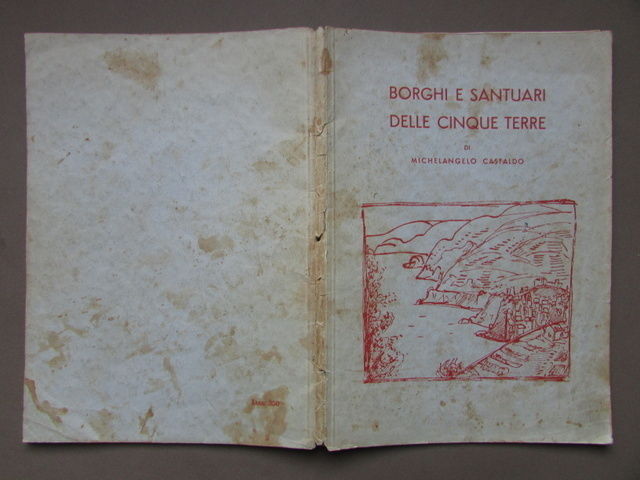 BORGHI E SANTUARI
DELLE CINQUE TERRE
DI
MICHELANGELO CASTALDO